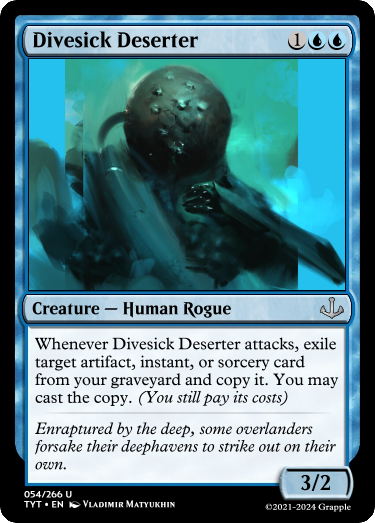 Divesick Deserter 1
Creature — Human Rogue
Whenever Divesick Deserter attacks, exile
target artifact, instant, or sorcery card
from your graveyard and copy it. You may
cast the copy. (You still pay its costs)
Enraptured by the deep, some overlanders
forsake their deephavens to strike out on their
own.
3/2
054/266 U
TYT • EN Vladimir Matyukhin
©2021-2024 Grapple